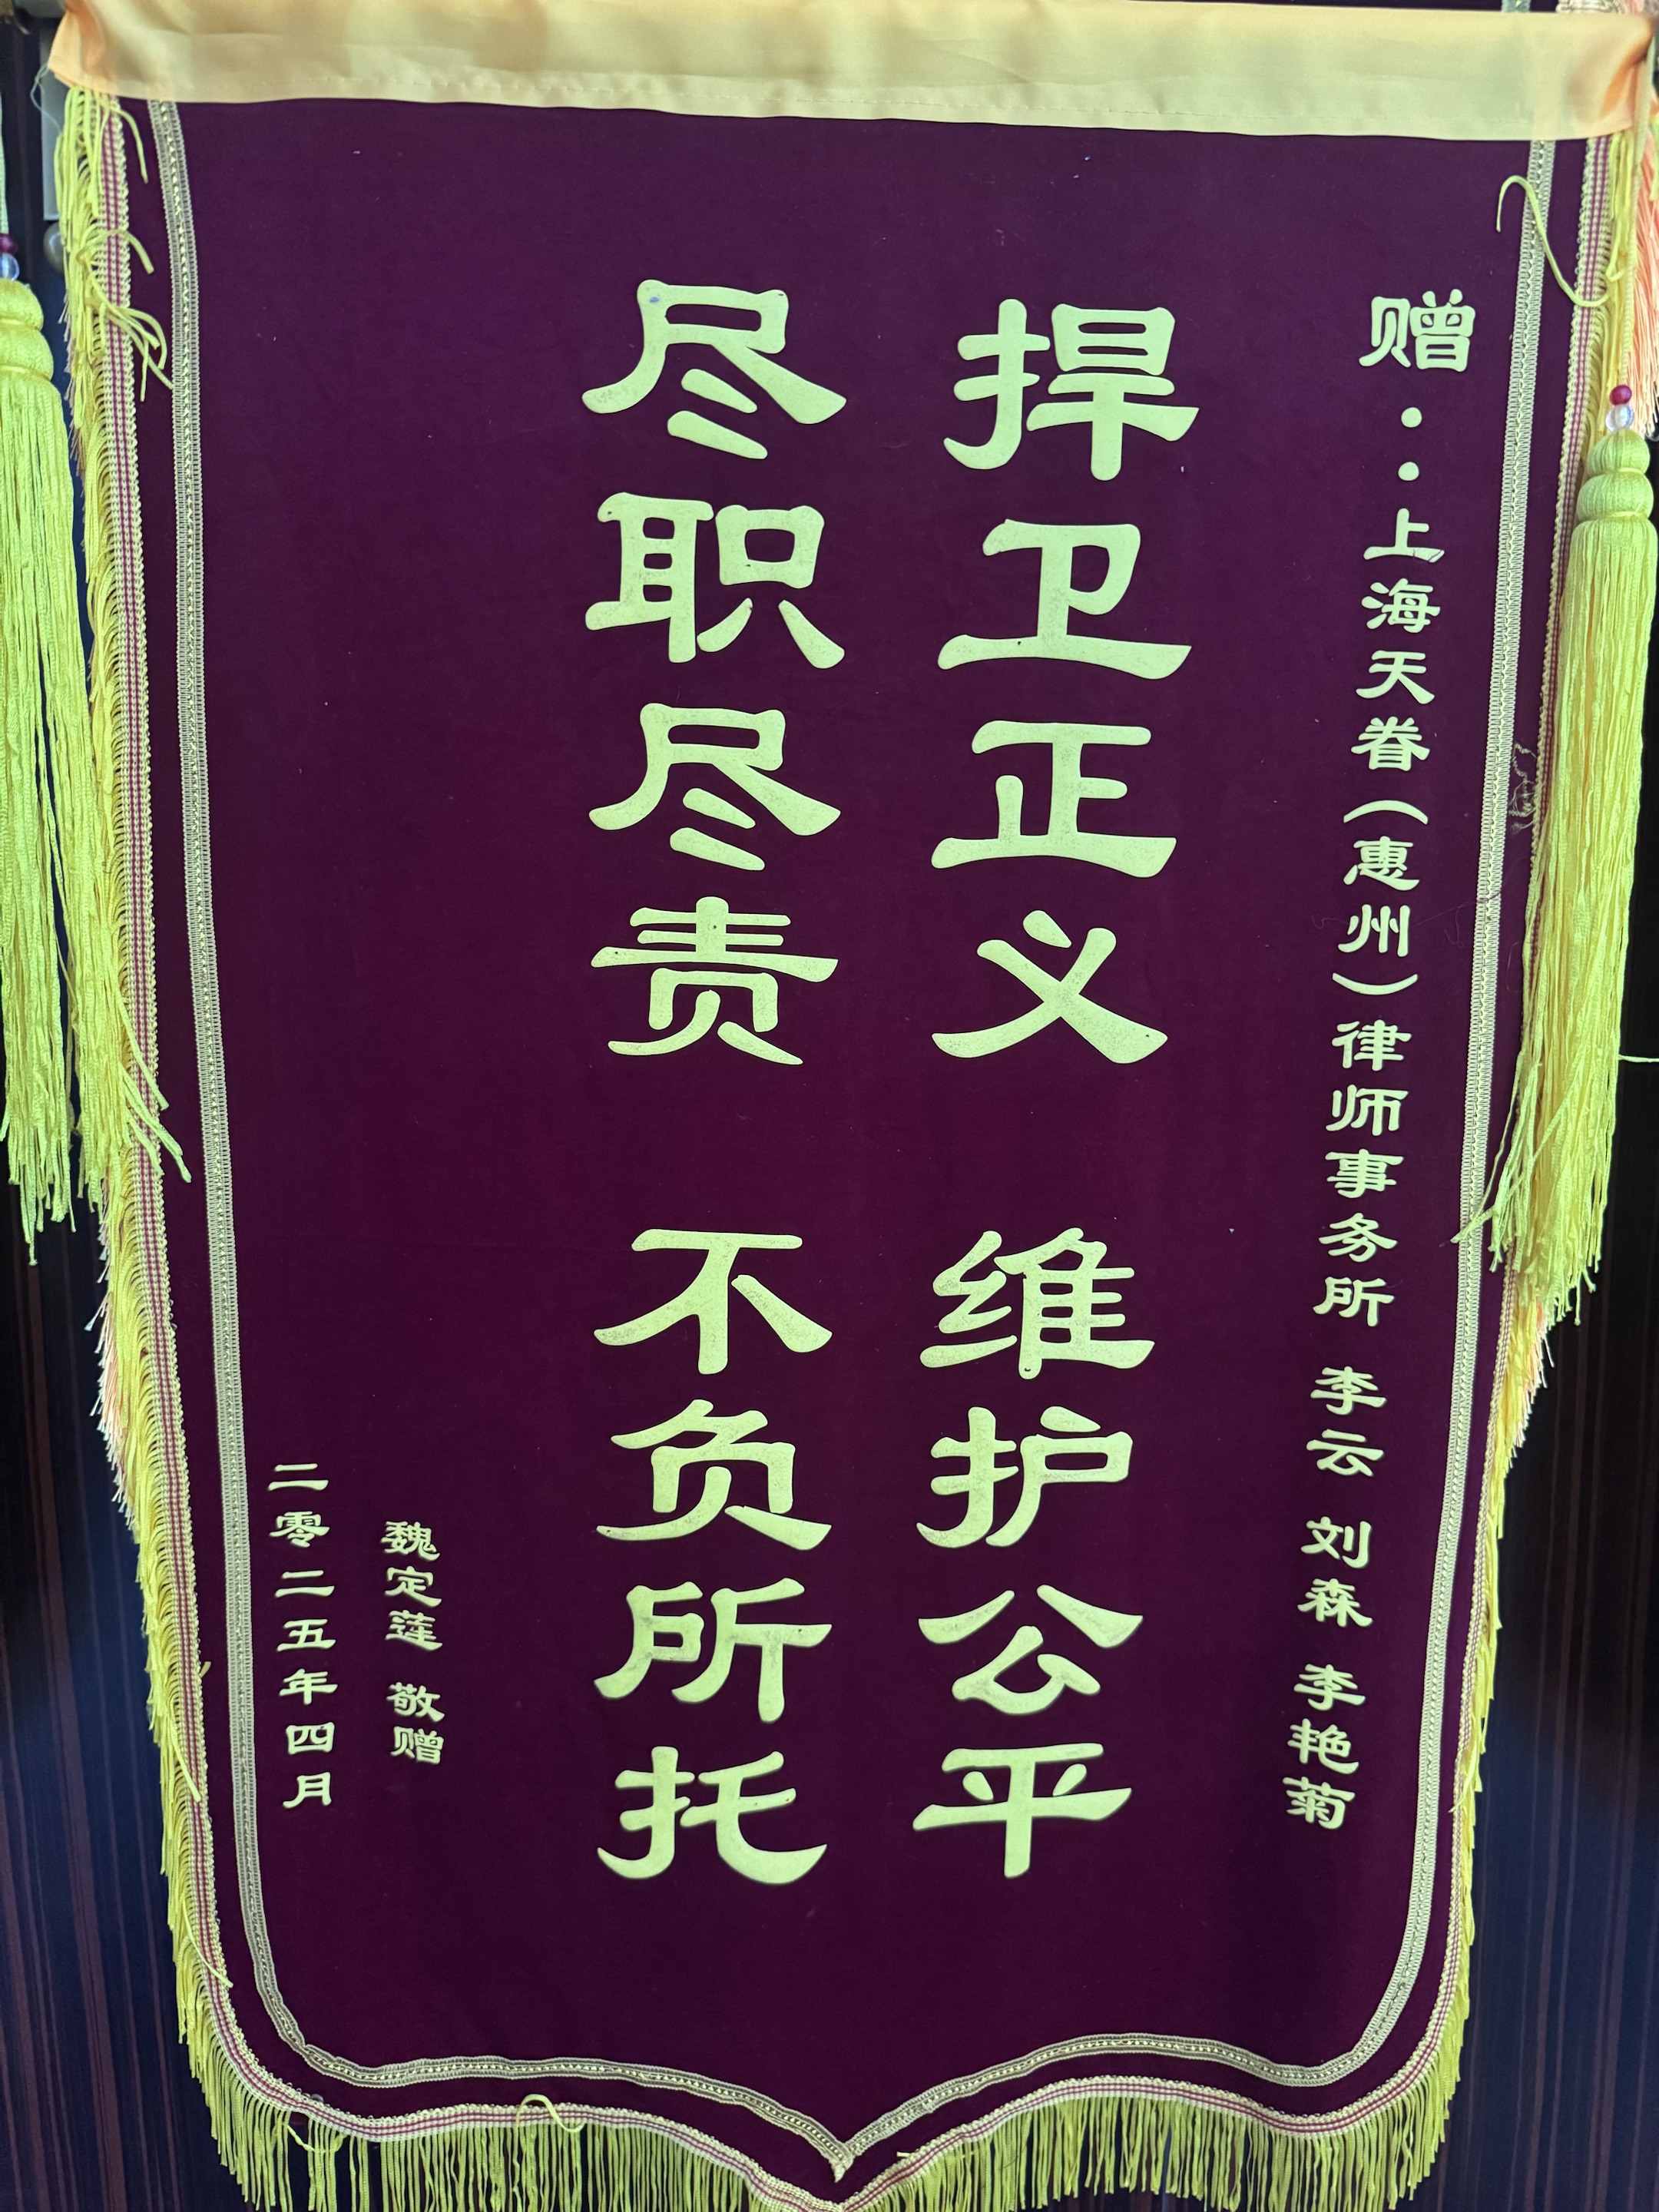 赠：上海天眷（惠州）律师事务所 李云 刘森 李艳菊
捍卫正义 维护公平
尽职尽责 不负所托
魏定莲 敬赠
二零二五年四月